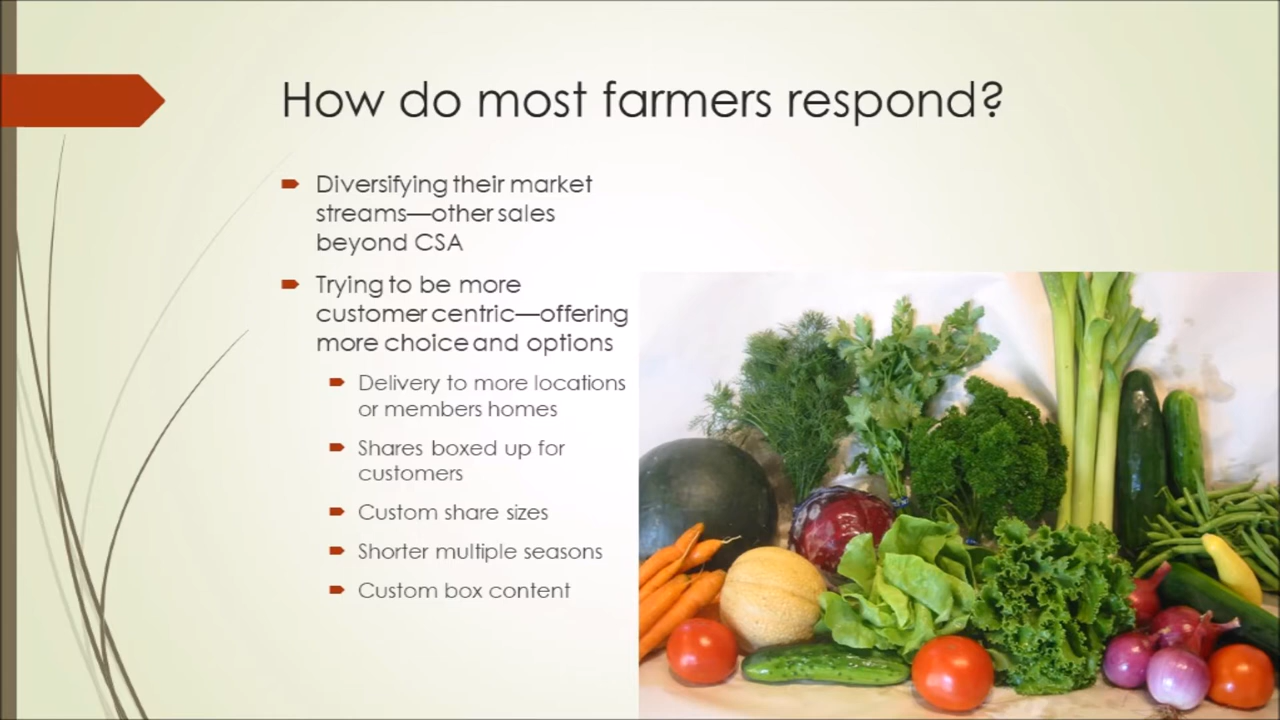 How do most farmers respond?
Diversifying their market
streams—other sales
beyond CSA
Trying to be more
customer centric—offering
more choice and options
Delivery to more locations
or members homes
Shares boxed up for
customers
Custom share sizes
Shorter multiple seasons
Custom box content